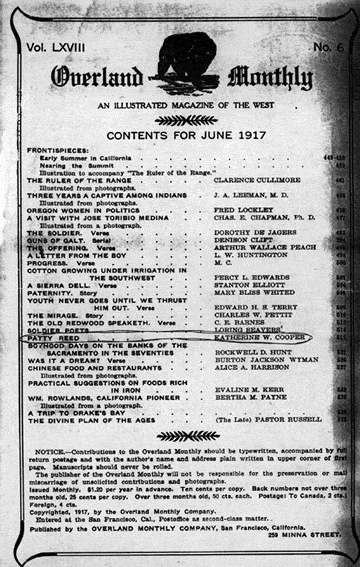 Vol. LXVIII No. 6
Overland Monthly
AN ILLUSTRATED MAGAZINE OF THE WEST
CONTENTS FOR JUNE 1917
FRONTISPIECES:
Early Summer in California
Nearing the Summit
Illustration to accompany "The Ruler of the Range."
THE RULER OF THE RANGE CLARENCE CULLIMORE
Illustrated from photographs.
THREE YEARS A CAPTIVE AMONG INDIANS J. A. LEEMAN, M. D.
Illustrated from photographs.
OREGON WOMEN IN POLITICS FRED LOCKLEY
A VISIT WITH JOSE TORIBIO MEDINA CHAS. E. CHAPMAN, Ph. D.
Illustrated from a photograph.
THE SOLDIER. Verse DOROTHY DE JAGERS
GUNS OF GALT. Serial DENISON CLIFT
THE OFFERING. Verse ARTHUR WALLACE PEACH
A LETTER FROM THE BOY L. W. HUNTINGTON
PROGRESS. Verse M. C.
COTTON GROWING UNDER IRRIGATION IN
THE SOUTHWEST PERCY L. EDWARDS
A SIERRA DELL. Verse STANTON ELLIOTT
PATERNITY. Story MARY BLISS WHITED
YOUTH NEVER GOES UNTIL WE THRUST
HIM OUT. Verse EDWARD H. S. TERRY
THE MIRAGE. Story CHARLES W. PETTIT
THE OLD REDWOOD SPEAKETH. Verse C. E. BARNES
SOLDIER POETS LORING SEAVERS
PATTY REED KATHERINE W. COOPER
BOYHOOD DAYS ON THE BANKS OF THE
SACRAMENTO IN THE SEVENTIES ROCKWELL D. HUNT
WAS IT A DREAM? Verse BURTON JACKSON WYMAN
CHINESE FOOD AND RESTAURANTS ALICE A. HARRISON
Illustrated from photographs.
PRACTICAL SUGGESTIONS ON FOODS RICH
IN IRON EVALINE M. KERR
WM. ROWLANDS, CALIFORNIA PIONEER BERTHA M. PAYNE
Illustrated from a photograph.
A TRIP TO DRAKE'S BAY
THE DIVINE PLAN OF THE AGES (The Late) PASTOR RUSSELL
NOTICE.—Contributions to the Overland Monthly should be typewritten, accompanied by full
return postage and with the author's name and address plain written in upper corner of first
page. Manuscripts should never be rolled.
The publisher of the Overland Monthly will not be responsible for the preservation or mail
miscarriage of unsolicited contributions and photographs.
Issued Monthly. $1.20 per year in advance. Ten cents per copy. Back numbers not over three
months old, 25 cents per copy. Over three months old, 50 cts. each. Postage: To Canada, 2 cts.;
Foreign, 4 cts.
Copyrighted, 1917, by the Overland Monthly Company.
Entered at the San Francisco, Cal., Postoffice as second-class matter.
Published by the OVERLAND MONTHLY COMPANY, San Francisco, California.
259 MINNA STREET.